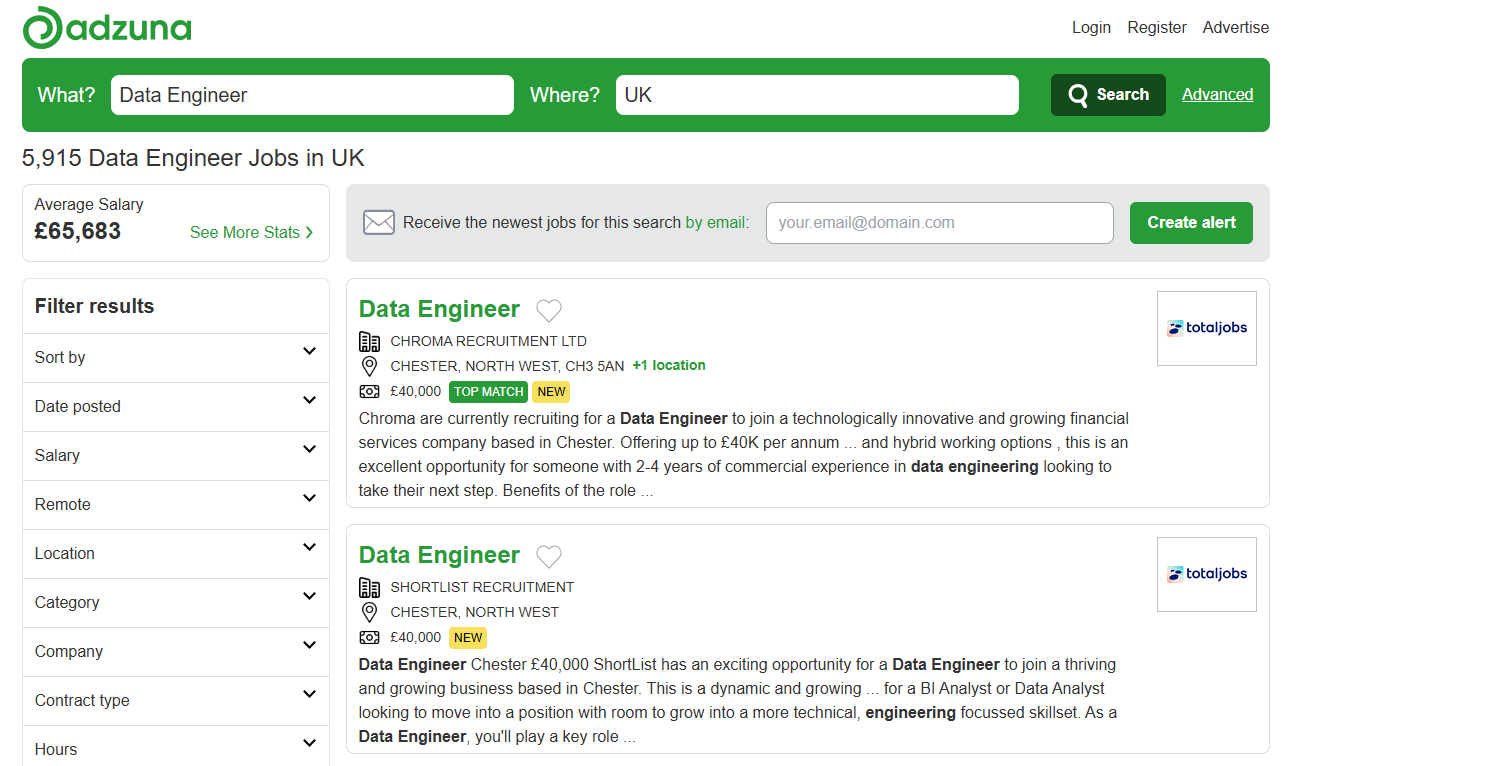 adzuna
Login Register Advertise
What? Data Engineer Where? UK Search Advanced
5,915 Data Engineer Jobs in UK
Average Salary
£65,683 See More Stats
Receive the newest jobs for this search by email: your.email@domain.com Create alert
Filter results
Sort by
Date posted
Salary
Remote
Location
Category
Company
Contract type
Hours
Data Engineer
totaljobs
CHROMA RECRUITMENT LTD
CHESTER, NORTH WEST, CH3 5AN +1 location
£40,000 TOP MATCH NEW
Chroma are currently recruiting for a Data Engineer to join a technologically innovative and growing financial
services company based in Chester. Offering up to £40K per annum ... and hybrid working options , this is an
excellent opportunity for someone with 2-4 years of commercial experience in data engineering looking to
take their next step. Benefits of the role ...
Data Engineer
totaljobs
SHORTLIST RECRUITMENT
CHESTER, NORTH WEST
£40,000 NEW
Data Engineer Chester £40,000 ShortList has an exciting opportunity for a Data Engineer to join a thriving
and growing business based in Chester. This is a dynamic and growing ... for a BI Analyst or Data Analyst
looking to move into a position with room to grow into a more technical, engineering focussed skillset. As a
Data Engineer, you'll play a key role ...